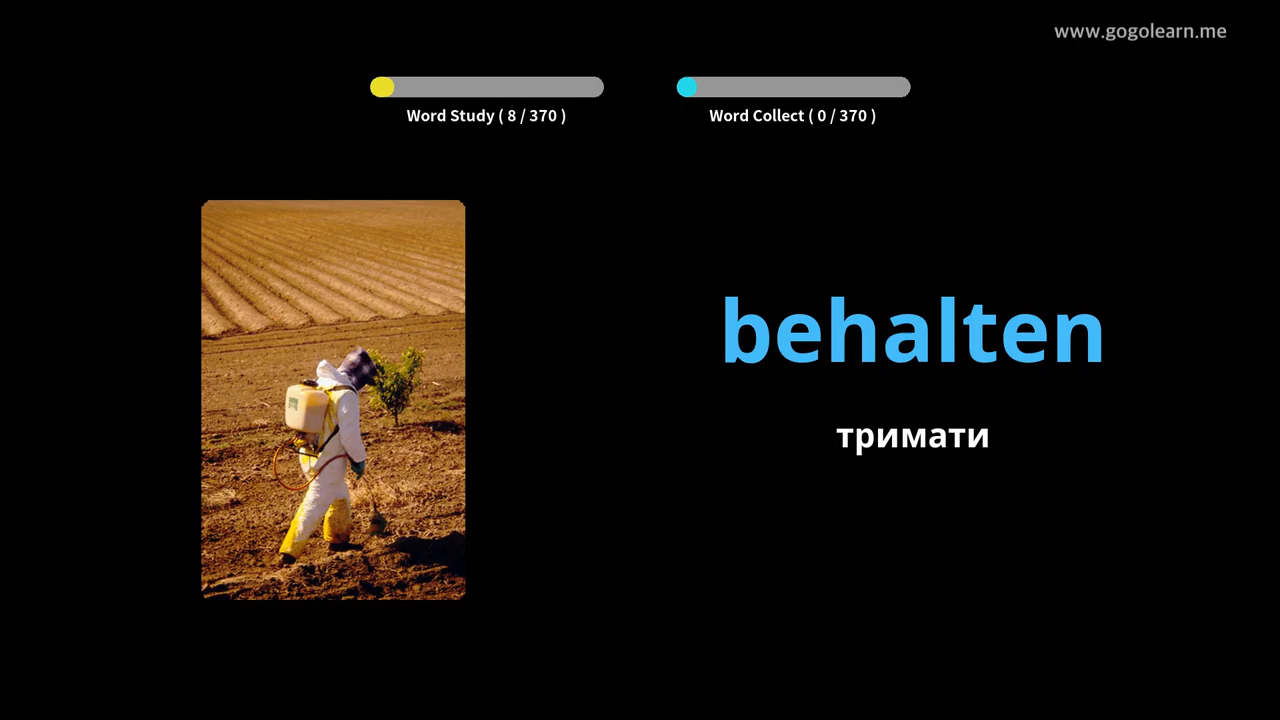 www.gogolearn.me
Word Study ( 8 / 370 )
Word Collect ( 0 / 370 )
behalten
тримати